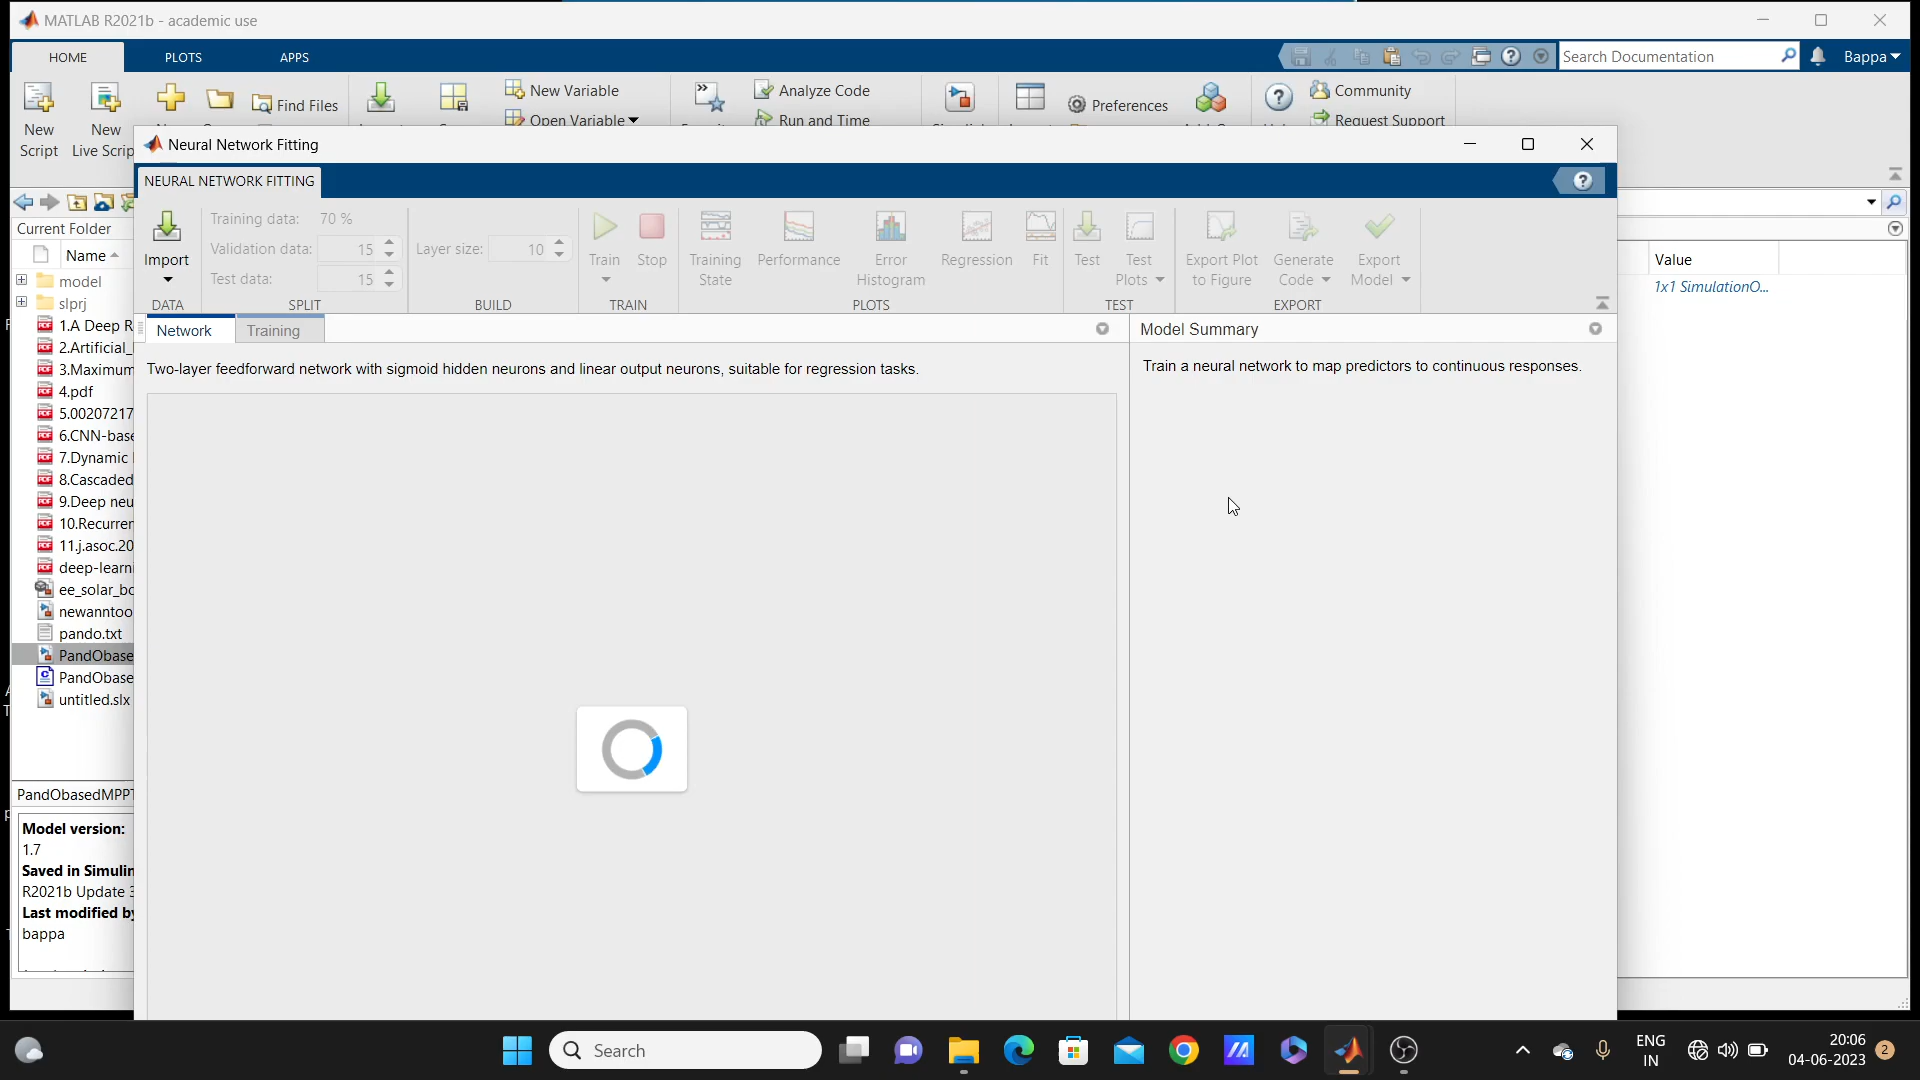 MATLAB R2021b - academic use
HOME
PLOTS
APPS
Search Documentation
Bappa
New
Script
New
Live Scrip
Find Files
New Variable
Open Variable
Analyze Code
Run and Time
Preferences
Community
Request Support
Neural Network Fitting
NEURAL NETWORK FITTING
Import
DATA
Training data: 70 %
Validation data: 15
Test data: 15
SPLIT
Layer size: 10
BUILD
Train
Stop
TRAIN
Training
State
Performance
Error
Histogram
Regression
Fit
PLOTS
Test
Test
Plots
TEST
Export Plot
to Figure
Generate
Code
Export
Model
EXPORT
Current Folder
Name
model
slprj
1.A Deep R
2.Artificial_
3.Maximum
4.pdf
5.00207217
6.CNN-base
7.Dynamic
8.Cascaded
9.Deep neu
10.Recurrer
11.j.asoc.20
deep-learni
ee_solar_bo
newanntoo
pando.txt
PandObase
PandObase
untitled.slx
PandObasedMPPT
Model version:
1.7
Saved in Simulin
R2021b Update 3
Last modified by
bappa
Network
Training
Two-layer feedforward network with sigmoid hidden neurons and linear output neurons, suitable for regression tasks.
Model Summary
Train a neural network to map predictors to continuous responses.
Value
1x1 SimulationO...
Search
ENG
IN
20:06
04-06-2023
2